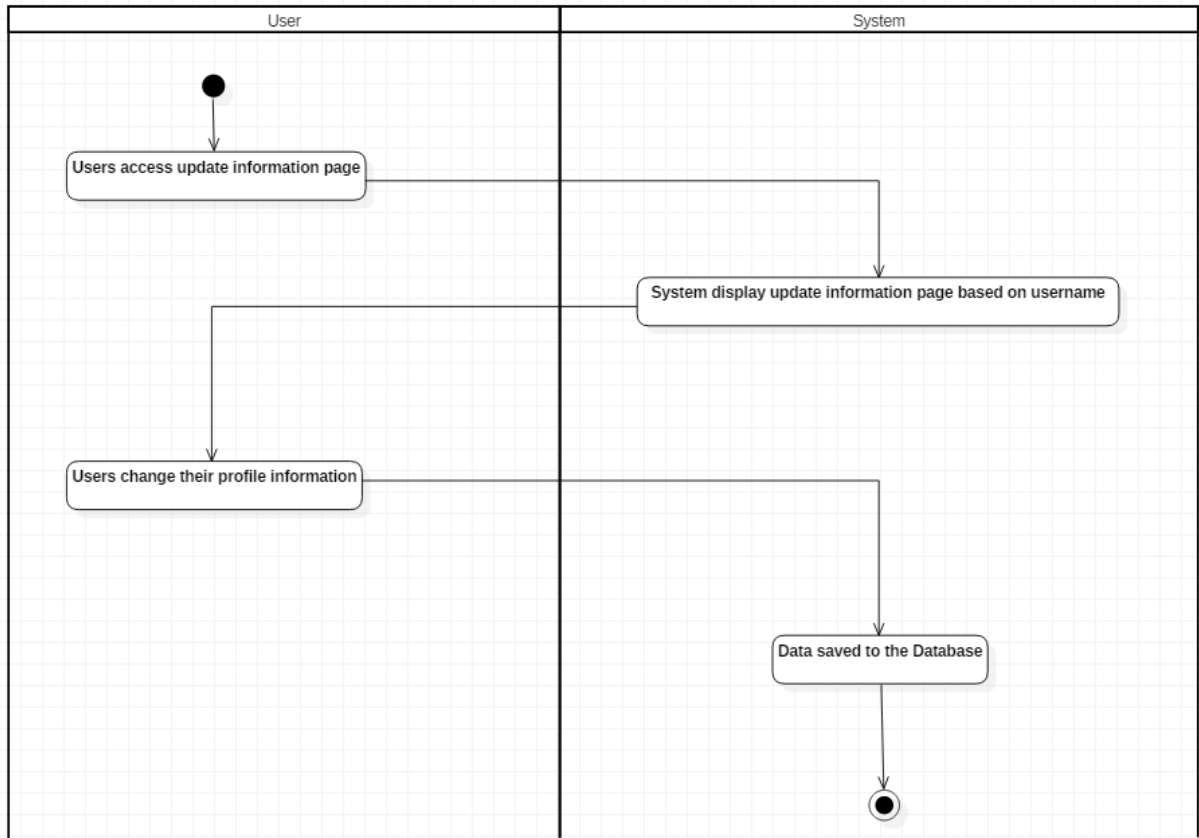 User
System
Users access update information page
System display update information page based on username
Users change their profile information
Data saved to the Database